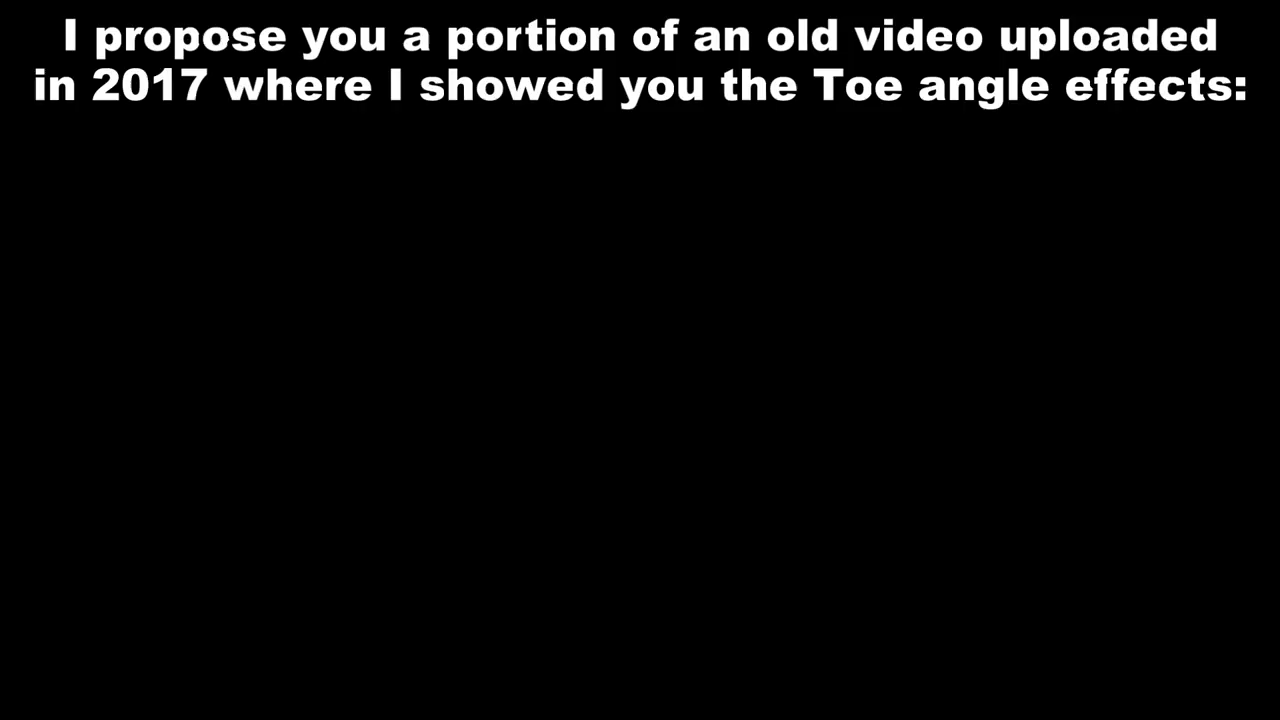 I propose you a portion of an old video uploaded
in 2017 where I showed you the Toe angle effects: